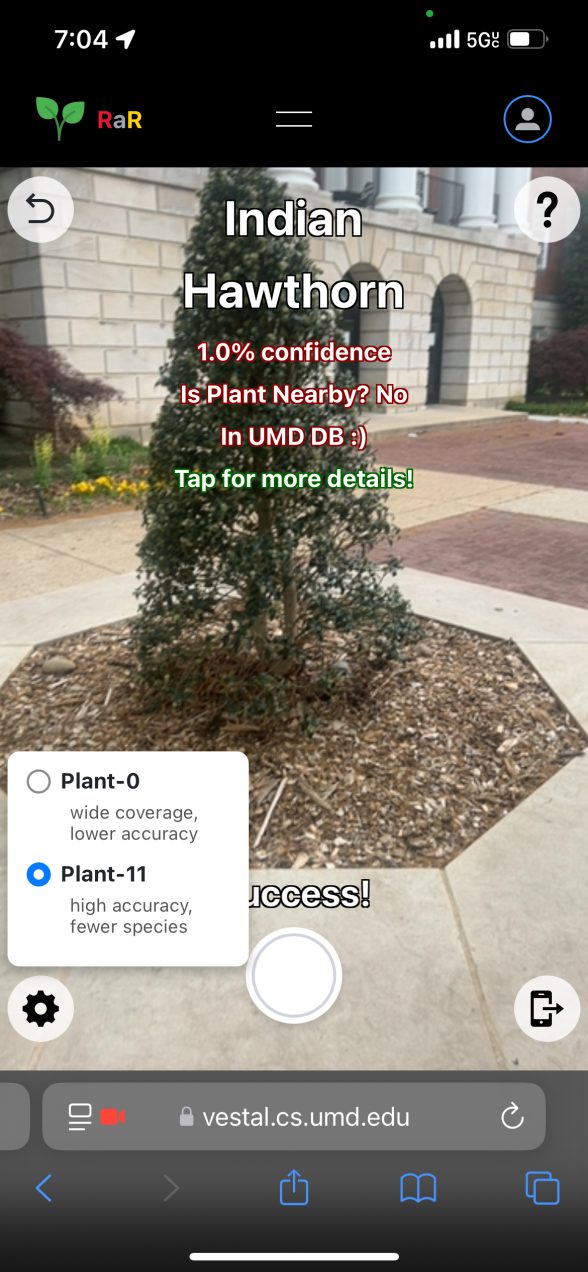 7:04
5G
RaR
?
Indian
Hawthorn
1.0% confidence
Is Plant Nearby? No
In UMD DB :)
Tap for more details!
Plant-0
wide coverage,
lower accuracy
Plant-11
high accuracy,
fewer species
uccess!
vestal.cs.umd.edu